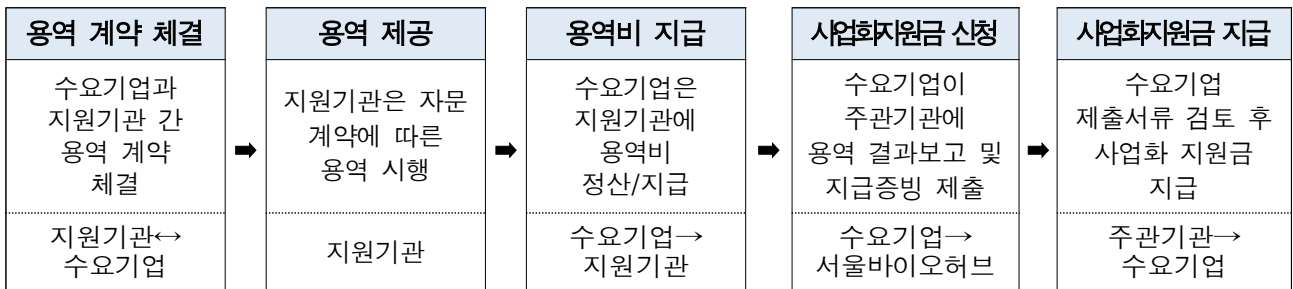 용역 계약 체결
수요기업과
지원기관 간
용역 계약
체결
지원기관↔
수요기업
➡
용역 제공
지원기관은 자문
계약에 따른
용역 시행
지원기관
➡
용역비 지급
수요기업은
지원기관에
용역비
정산/지급
수요기업→
지원기관
➡
사업화지원금 신청
수요기업이
주관기관에
용역 결과보고 및
지급증빙 제출
수요기업→
서울바이오허브
➡
사업화지원금 지급
수요기업
제출서류 검토 후
사업화 지원금
지급
주관기관→
수요기업